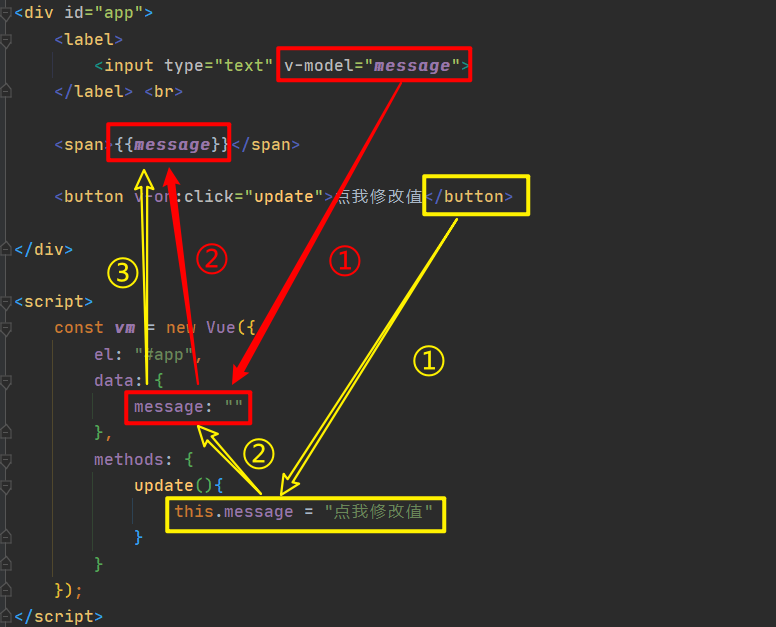 <div id="app">
<label>
<input type="text" v-model="message">
</label> <br>
<span>{{message}}</span>
<button v-on:click="update">点我修改值</button>
</div>
③ ② ①
<script>
const vm = new Vue({
el: "#app",
①
data: {
message: ""
},
methods: {
②
update(){
this.message = "点我修改值"
}
}
});
</script>